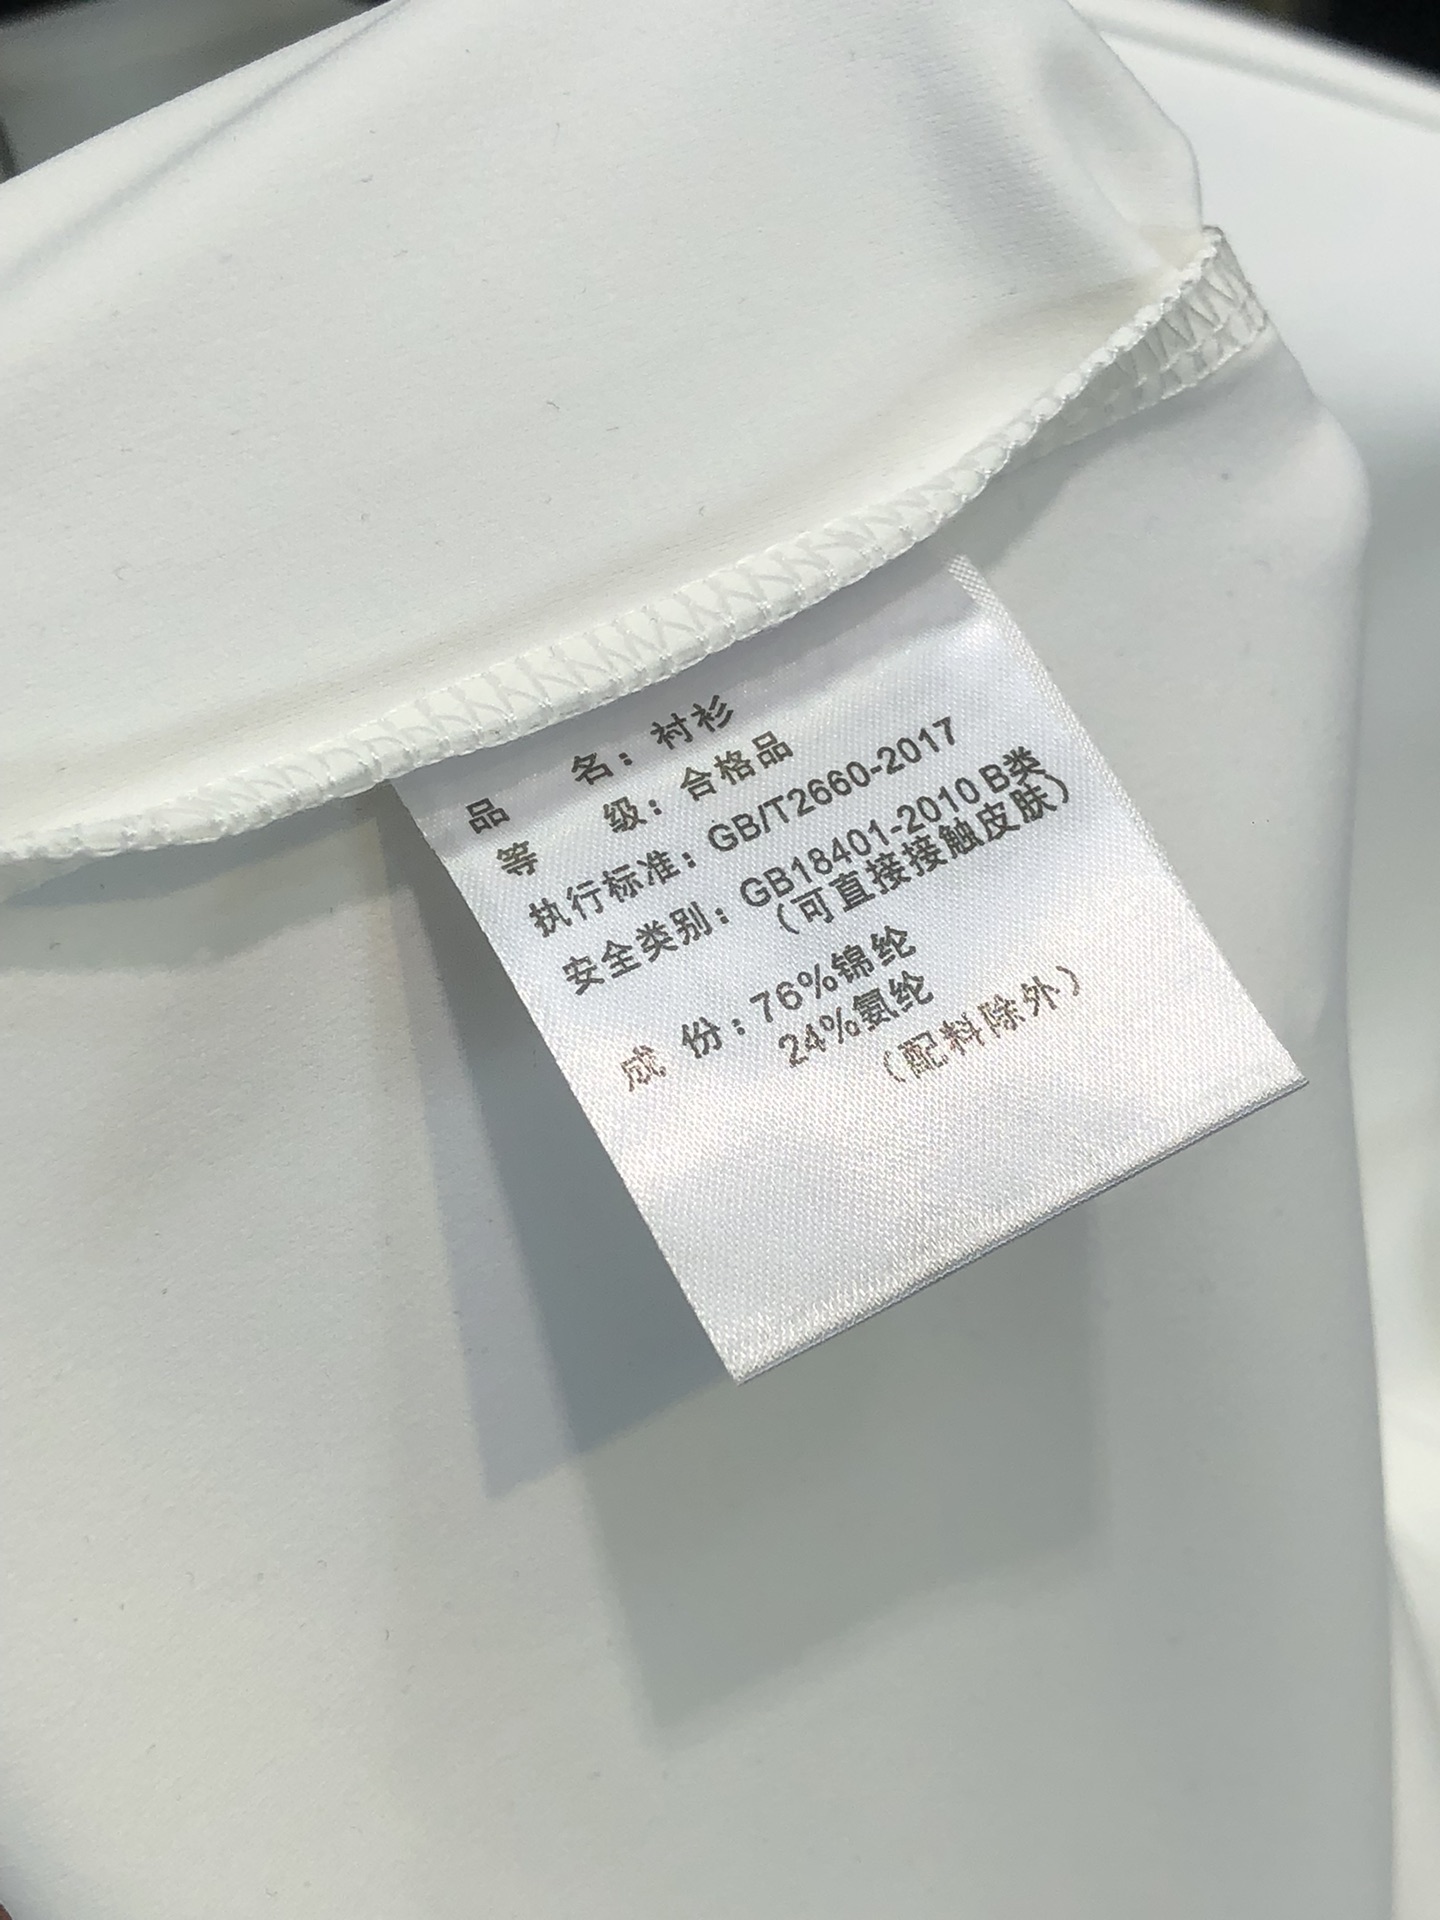 品 名：衬衫
等 级：合格品
执行标准：GB/T2660-2017
安全类别：GB18401-2010 B类
（可直接接触皮肤）
成 份：76%锦纶
24%氨纶
（配料除外）